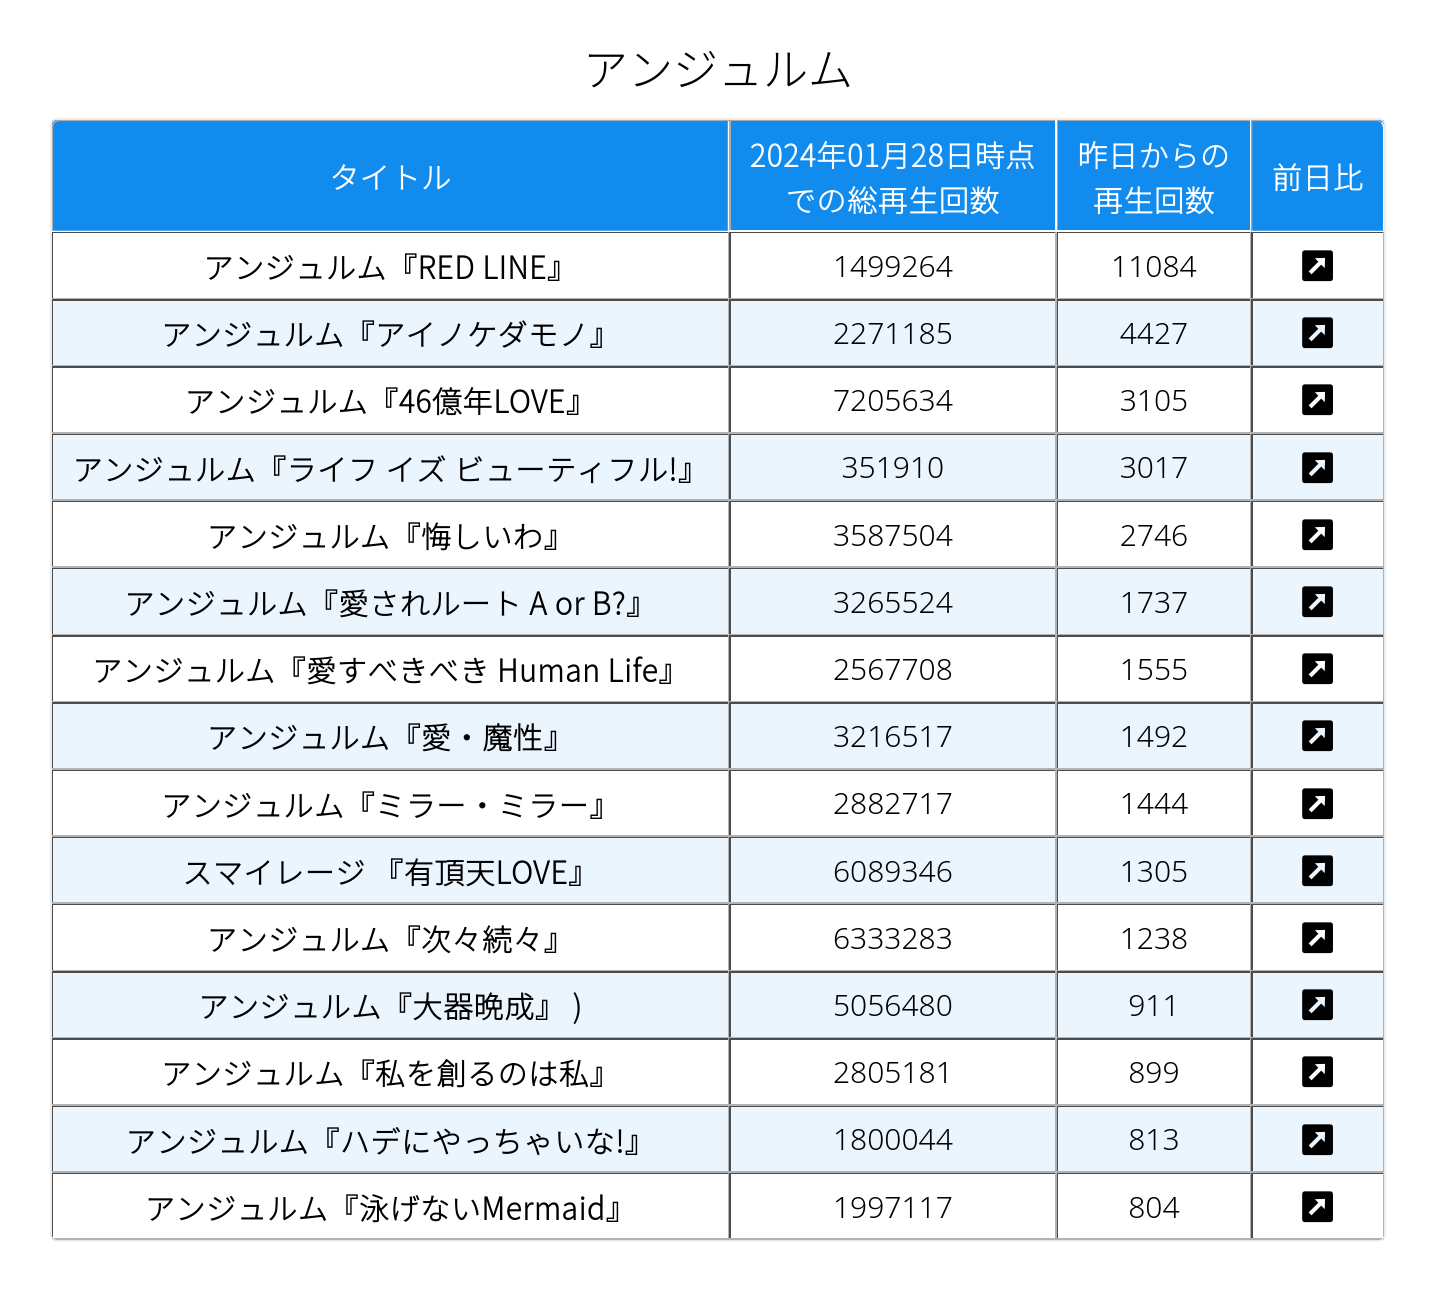 アンジュルム
タイトル
2024年01月28日時点
での総再生回数
昨日からの
再生回数
前日比
アンジュルム『RED LINE』 1499264 11084
アンジュルム『アイノケダモノ』 2271185 4427
アンジュルム『46億年LOVE』 7205634 3105
アンジュルム『ライフ イズ ビューティフル!』 351910 3017
アンジュルム『悔しいわ』 3587504 2746
アンジュルム『愛されルート A or B?』 3265524 1737
アンジュルム『愛すべきべき Human Life』 2567708 1555
アンジュルム『愛・魔性』 3216517 1492
アンジュルム『ミラー・ミラー』 2882717 1444
スマイレージ 『有頂天LOVE』 6089346 1305
アンジュルム『次々続々』 6333283 1238
アンジュルム『大器晩成』 ) 5056480 911
アンジュルム『私を創るのは私』 2805181 899
アンジュルム『ハデにやっちゃいな!』 1800044 813
アンジュルム『泳げないMermaid』 1997117 804